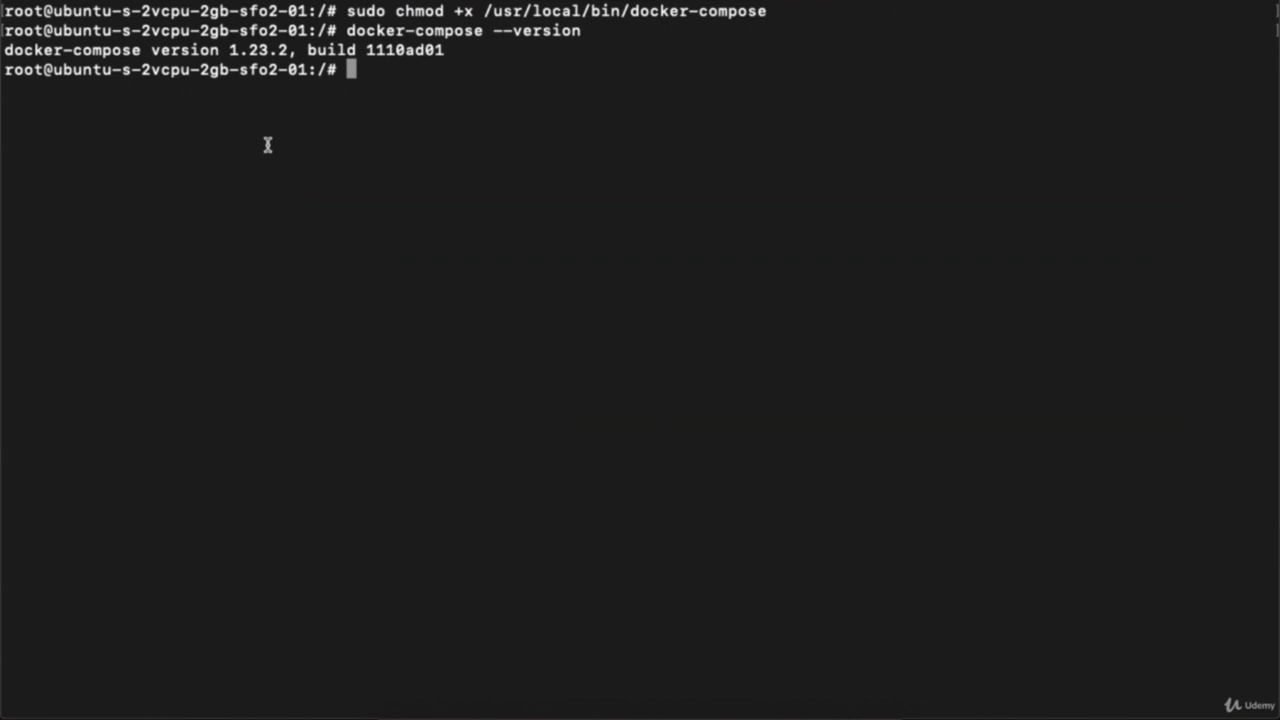 root@ubuntu-s-2vcpu-2gb-sfo2-01:/# sudo chmod +x /usr/local/bin/docker-compose
root@ubuntu-s-2vcpu-2gb-sfo2-01:/# docker-compose --version
docker-compose version 1.23.2, build 1110ad01
root@ubuntu-s-2vcpu-2gb-sfo2-01:/#
Udemy